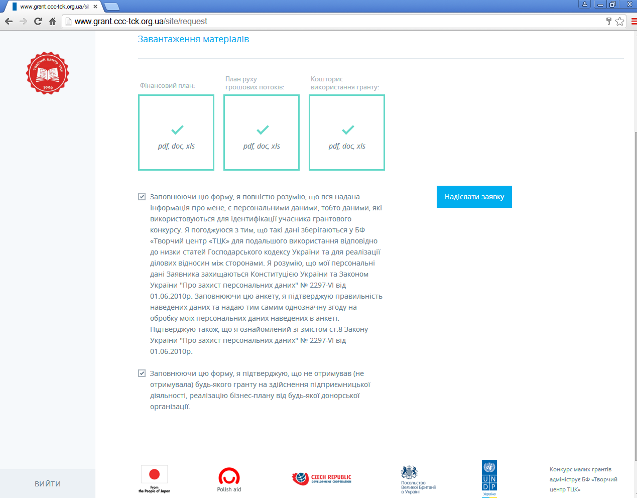 www.grant.ccc-tck.org.ua/si
www.grant.ccc-tck.org.ua/site/request
Завантаження матеріалів
Фінансовий план:
План руху
грошових потоків:
Кошторис
використання гранту:
pdf, doc, xls
pdf, doc, xls
pdf, doc, xls
Заповнюючи цю форму, я повністю розумію, що вся надана
інформація про мене, є персональними даними, тобто даними, які
використовуються для ідентифікації учасника грантового
конкурсу. Я погоджуюся з тим, що такі дані зберігаються у БФ
«Творчий центр «ТЦК» для подальшого використання відповідно
до низки статей Господарського кодексу України та для реалізації
ділових відносин між сторонами. Я розумію, що мої персональні
дані Заявника захищаються Конституцією України та Законом
України "Про захист персональних даних" № 2297-VI від
01.06.2010р. Заповнюючи цю анкету, я підтверджую правильність
наведених даних та надаю тим самим однозначну згоду на
обробку моїх персональних даних наведених в анкеті.
Підтверджую також, що я ознайомлений зі змістом ст.8 Закону
України "Про захист персональних даних" № 2297-VI від
01.06.2010р.
Надіслати заявку
Заповнюючи цю форму, я підтверджую, що не отримував (не
отримувала) будь-якого гранту на здійснення підприємницької
діяльності, реалізацію бізнес-плану від будь-якої донорської
організації.
ВИЙТИ
From
the People of Japan
Polish aid
CZECH REPUBLIC
Посольство
Великої Британії
в Україні
U N
D P
Конкурс малих грантів
адмініструє БФ «Творчий
центр ТЦК»